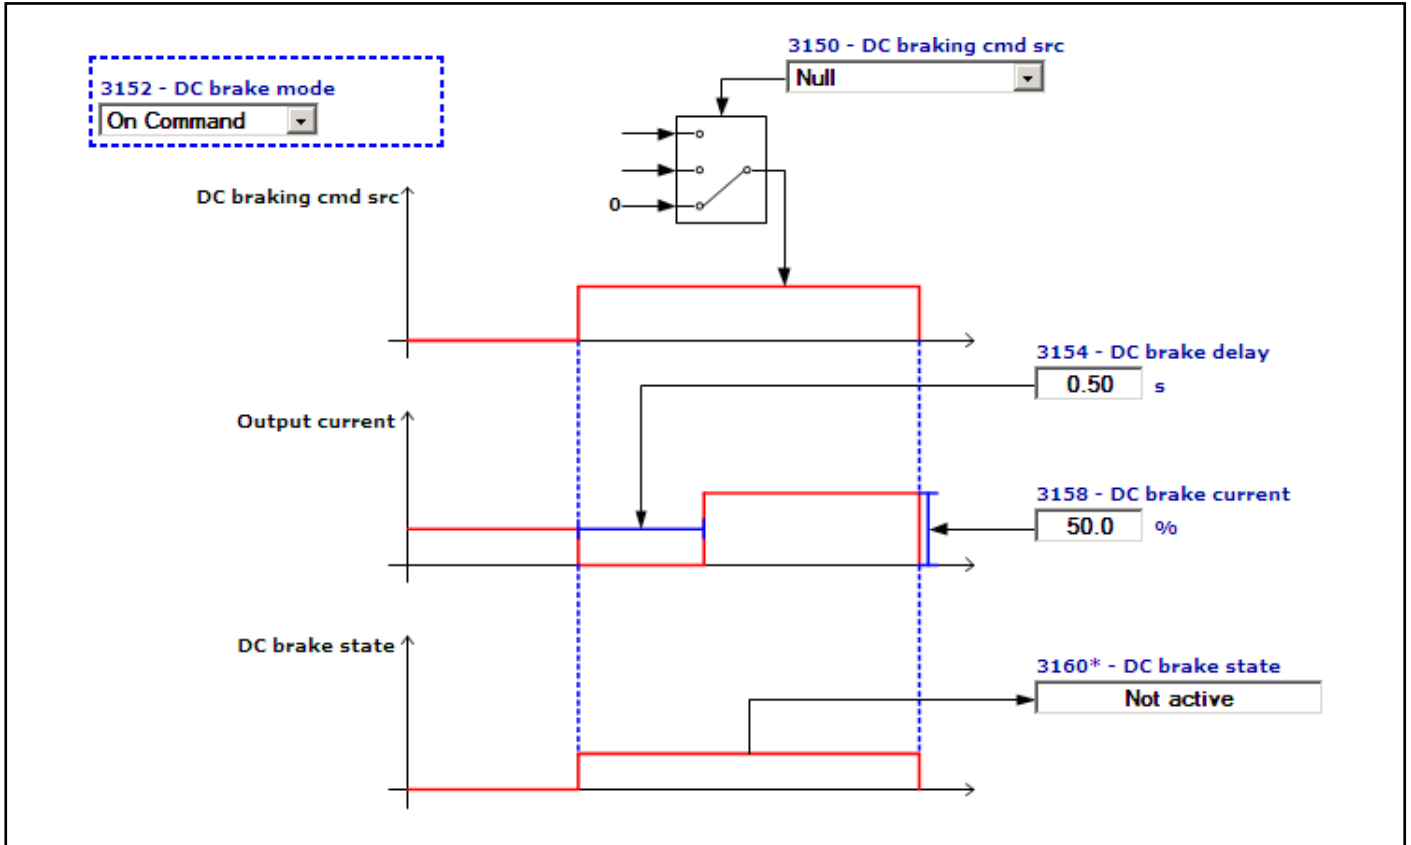 3150 - DC braking cmd src
Null
3152 - DC brake mode
On Command
DC braking cmd src
0
3154 - DC brake delay
0.50 s
Output current
3158 - DC brake current
50.0 %
DC brake state
3160* - DC brake state
Not active